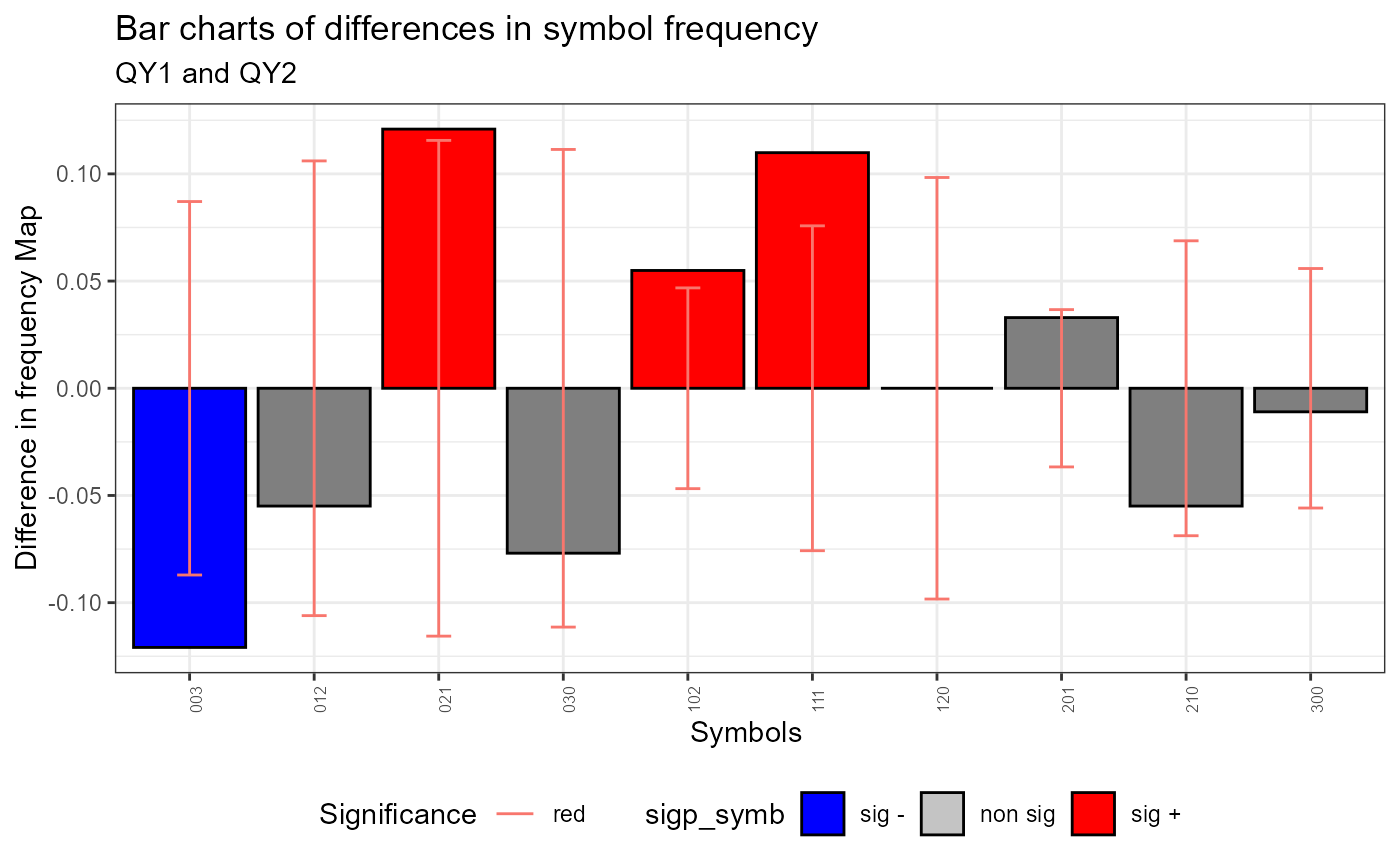 Bar charts of differences in symbol frequency
QY1 and QY2
Difference in frequency Map
0.10
0.05
0.00
-0.05
-0.10
003 012 021 030 102 111 120 201 210 300
Symbols
Significance red sigp_symb sig - non sig sig +